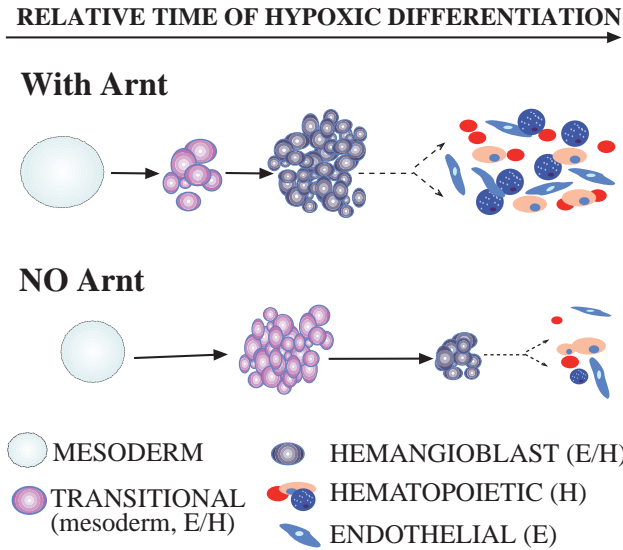 RELATIVE TIME OF HYPOXIC DIFFERENTIATION
With Arnt
NO Arnt
MESODERM
TRANSITIONAL
(mesoderm, E/H)
HEMANGIOBLAST (E/H)
HEMATOPOIETIC (H)
ENDOTHELIAL (E)